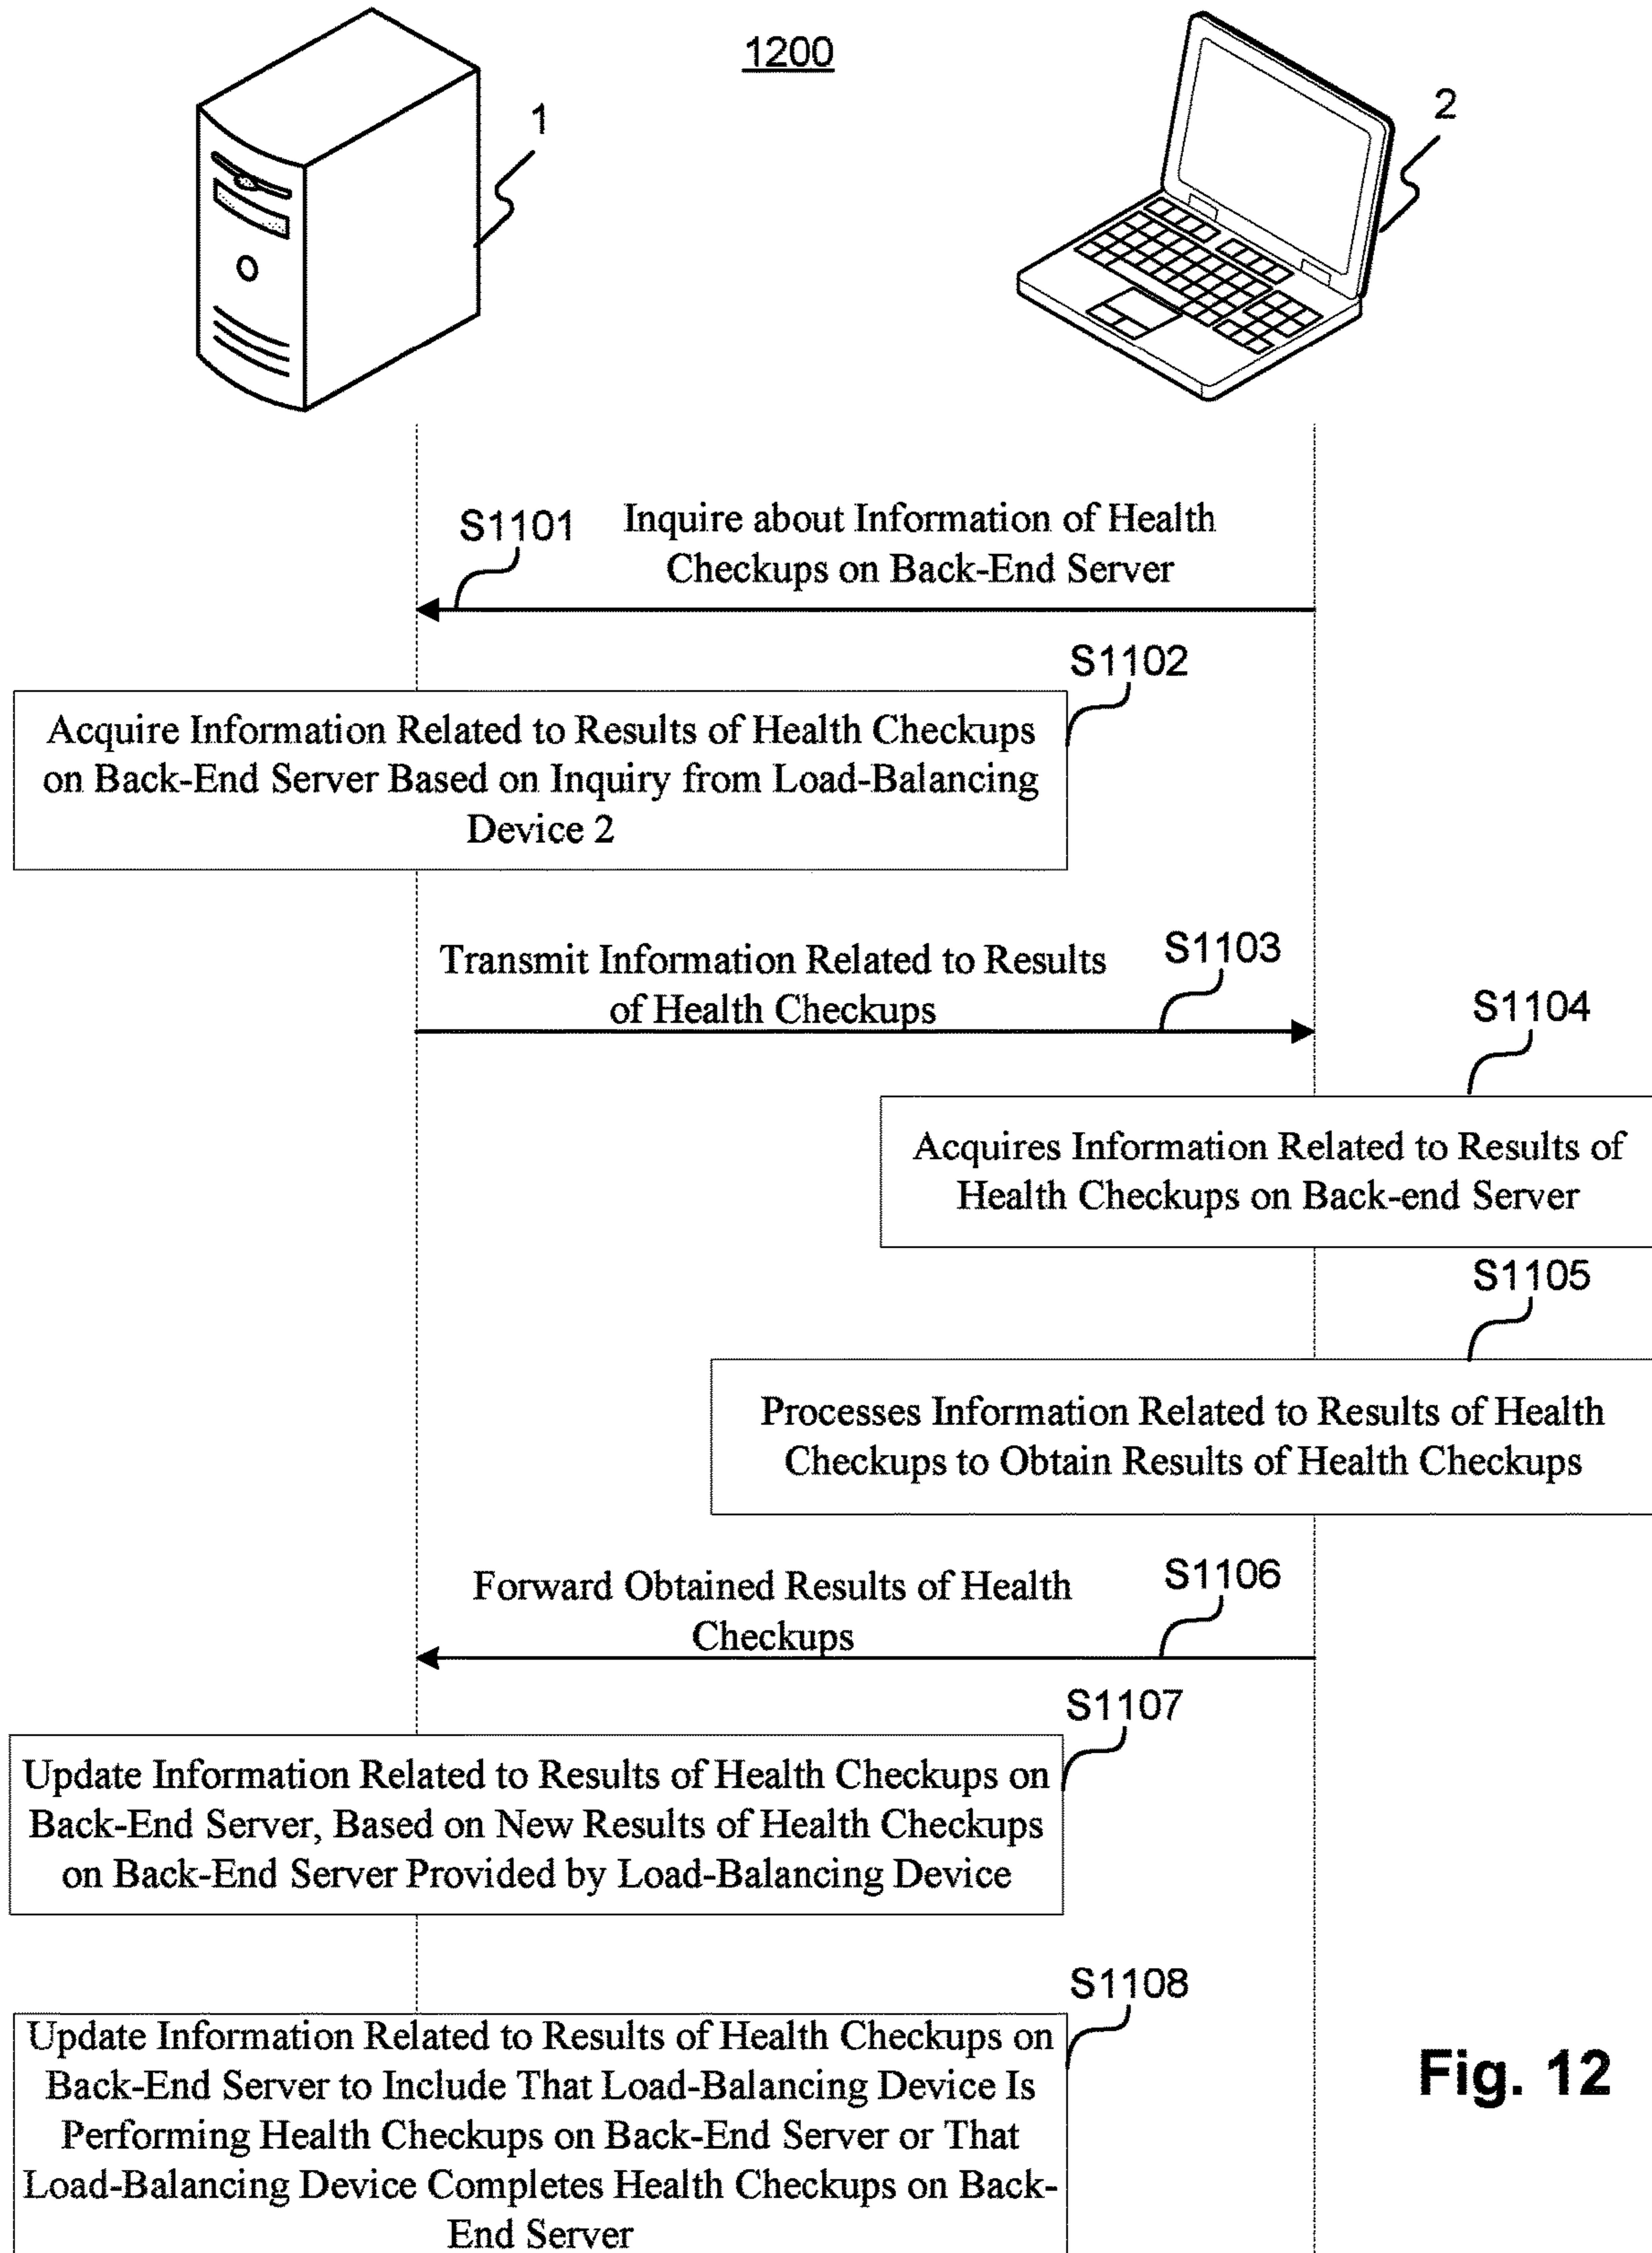 1200
1
2
S1101
Inquire about Information of Health
Checkups on Back-End Server
S1102
Acquire Information Related to Results of Health Checkups
on Back-End Server Based on Inquiry from Load-Balancing
Device 2
Transmit Information Related to Results
of Health Checkups
S1103
S1104
Acquires Information Related to Results of
Health Checkups on Back-end Server
S1105
Processes Information Related to Results of Health
Checkups to Obtain Results of Health Checkups
Forward Obtained Results of Health
Checkups
S1106
S1107
Update Information Related to Results of Health Checkups on
Back-End Server, Based on New Results of Health Checkups
on Back-End Server Provided by Load-Balancing Device
S1108
Update Information Related to Results of Health Checkups on
Back-End Server to Include That Load-Balancing Device Is
Performing Health Checkups on Back-End Server or That
Load-Balancing Device Completes Health Checkups on Back-
End Server
Fig. 12